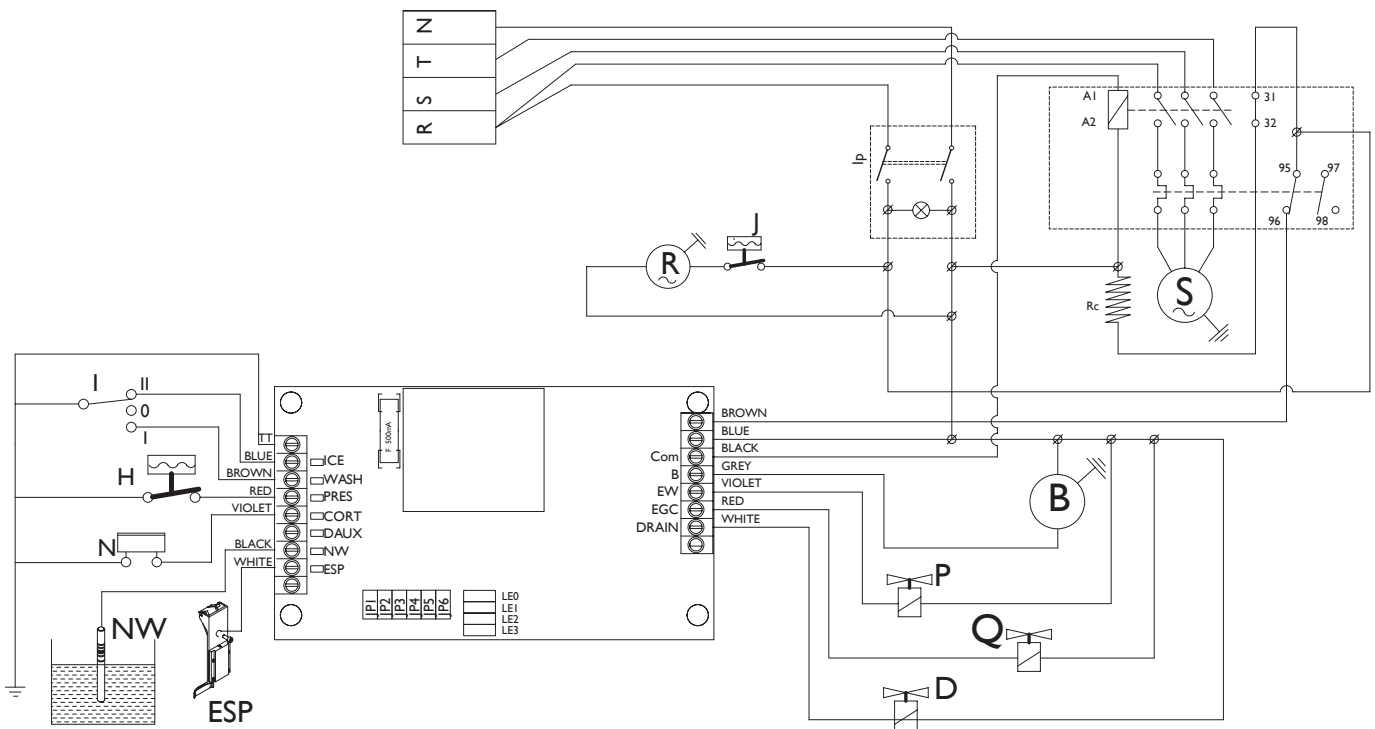 N
T
S
R
A1
A2
31
32
Ip
95
97
96
98
J
R
Rc
S
I
II
0
I
TT
BLUE
ICE
BROWN
WASH
H
RED
PRES
VIOLET
CORT
DAUX
N
BLACK
NW
WHITE
ESP
F 500mA
JP1
JP2
JP3
JP4
JP5
JP6
LE0
LE1
LE2
LE3
BROWN
BLUE
Com
BLACK
B
GREY
EW
VIOLET
EGC
RED
DRAIN
WHITE
B
P
Q
D
NW
ESP